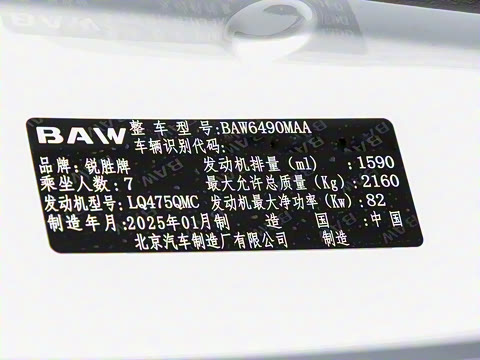 BAW 整车型号:BAW6490MAA
车辆识别代码:
品牌:锐胜牌 发动机排量(ml) :1590
乘坐人数:7 最大允许总质量(Kg) :2160
发动机型号:LQ475QMC 发动机最大净功率(Kw) :82
制造年月:2025年01月制 造 国 :中国
北京汽车制造厂有限公司 制造